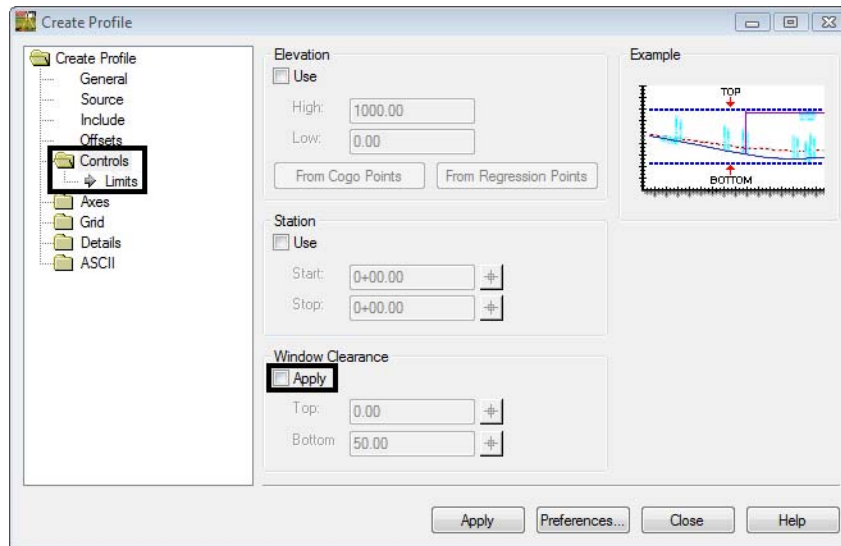 Create Profile
Create Profile
General
Source
Include
Offsets
Controls
Limits
Axes
Grid
Details
ASCII
Elevation
Use
High: 1000.00
Low: 0.00
From Cogo Points From Regression Points
Station
Use
Start: 0+00.00
Stop: 0+00.00
Window Clearance
Apply
Top: 0.00
Bottom 50.00
Example
TOP
BOTTOM
Apply Preferences... Close Help